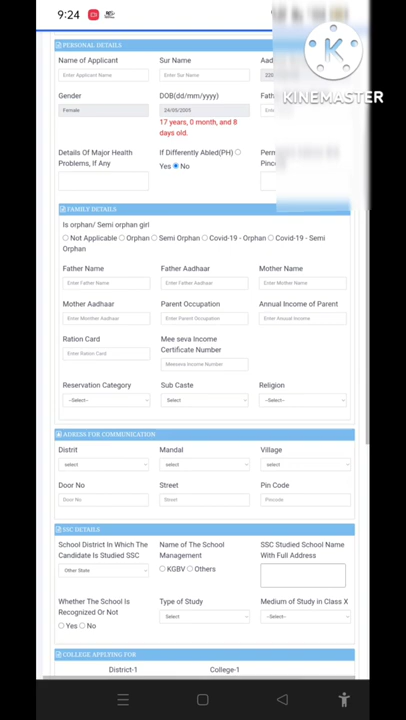 9:24
PERSONAL DETAILS
Name of Applicant
Sur Name
Aad
Enter Applicant Name
Enter Sur Name
220
Gender
DOB(dd/mm/yyyy)
Fath
Female
24/05/2005
Ente
17 years, 0 month, and 8
days old.
Details Of Major Health
Problems, If Any
If Differently Abled(PH)
Yes No
Perm
Pinco
K
KINEMASTER
FAMILY DETAILS
Is orphan/ Semi orphan girl
Not Applicable Orphan Semi Orphan Covid-19 - Orphan Covid-19 - Semi
Orphan
Father Name
Father Aadhaar
Mother Name
Enter Father Name
Enter Father Aadhaar
Enter Mother Name
Mother Aadhaar
Parent Occupation
Annual Income of Parent
Enter Mother Aadhaar
Enter Parent Occupation
Enter Annual Income
Ration Card
Mee seva Income
Certificate Number
Enter Ration Card
Meeseva Income Number
Reservation Category
Sub Caste
Religion
--Select--
Select
--Select--
ADRESS FOR COMMUNICATION
Distrit
Mandal
Village
select
select
select
Door No
Street
Pin Code
Door No
Street
Pincode
SSC DETAILS
School District In Which The
Candidate Is Studied SSC
Name of The School
Management
SSC Studied School Name
With Full Address
Other State
KGBV Others
Whether The School Is
Recognized Or Not
Type of Study
Medium of Study in Class X
Yes No
Select
--Select--
COLLEGE APPLYING FOR
District-1
College-1